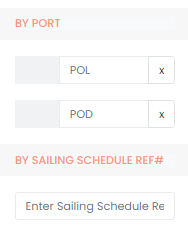 BY PORT
POL x
POD x
BY SAILING SCHEDULE REF#
Enter Sailing Schedule Re